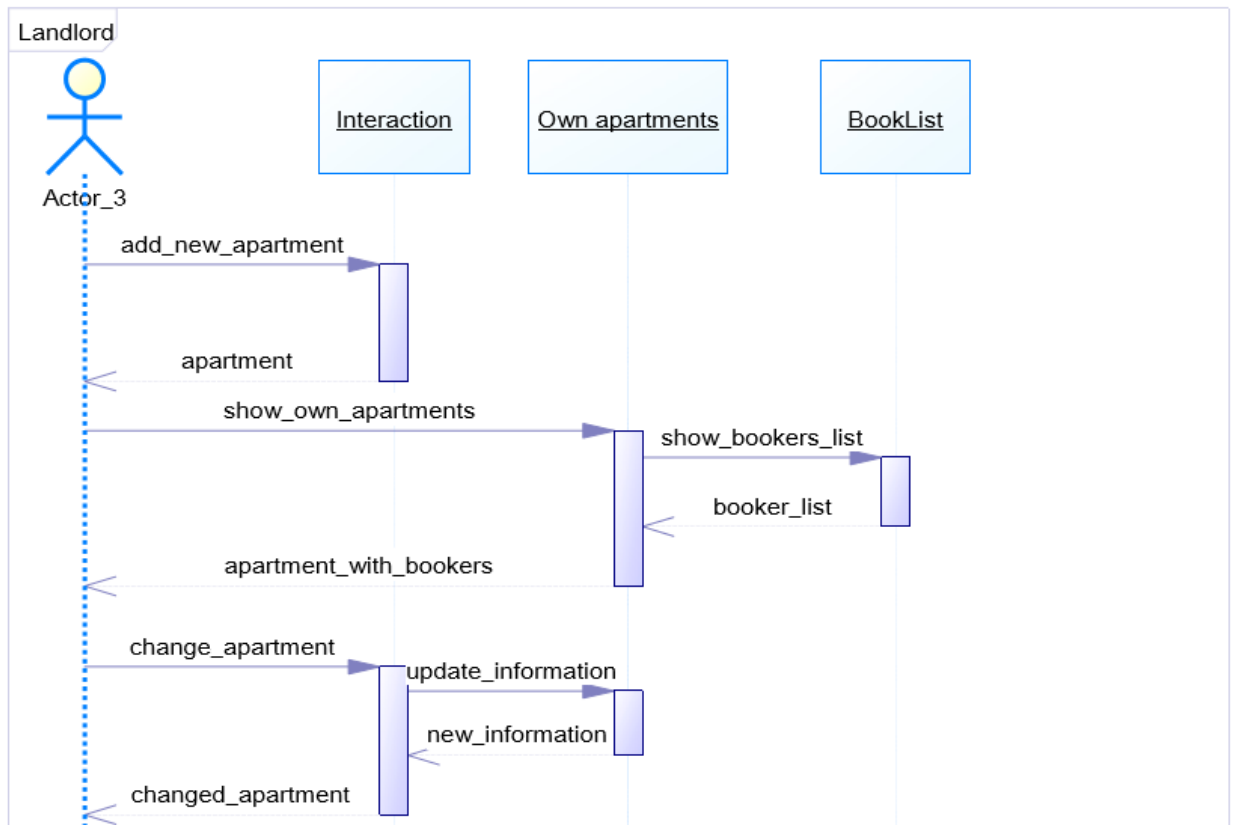 Landlord
Interaction
Own apartments
BookList
Actor_3
add_new_apartment
apartment
show_own_apartments
show_bookers_list
booker_list
apartment_with_bookers
change_apartment
update_information
new_information
changed_apartment